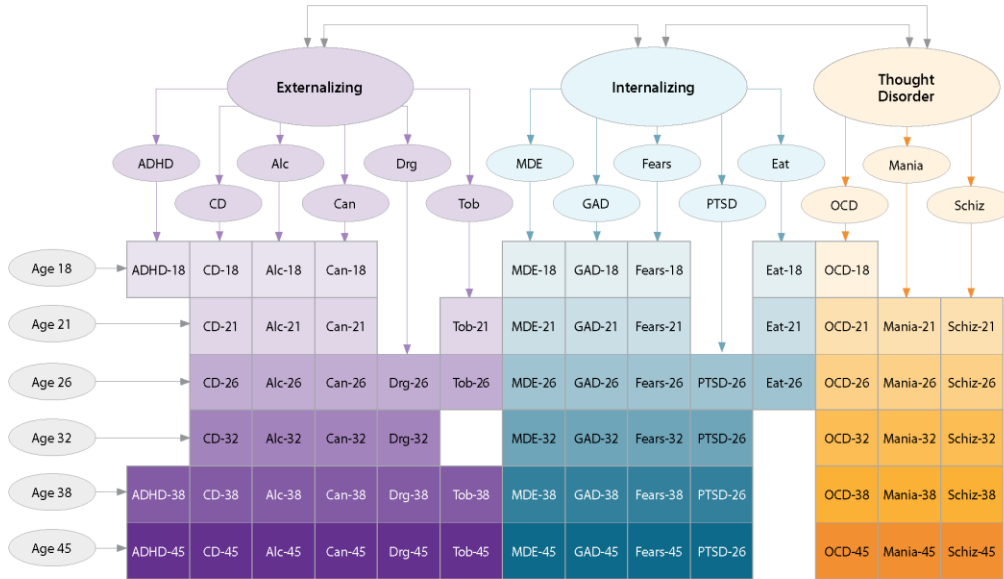 Externalizing
Internalizing
Thought
Disorder
ADHD
Alc
Drg
MDE
Fears
Eat
Mania
CD
Can
Tob
GAD
PTSD
OCD
Schiz
Age 18
ADHD-18
CD-18
Alc-18
Can-18
MDE-18
GAD-18
Fears-18
Eat-18
OCD-18
Age 21
CD-21
Alc-21
Can-21
Tob-21
MDE-21
GAD-21
Fears-21
Eat-21
OCD-21
Mania-21
Schiz-21
Age 26
CD-26
Alc-26
Can-26
Drg-26
Tob-26
MDE-26
GAD-26
Fears-26
PTSD-26
Eat-26
OCD-26
Mania-26
Schiz-26
Age 32
CD-32
Alc-32
Can-32
Drg-32
MDE-32
GAD-32
Fears-32
PTSD-26
OCD-32
Mania-32
Schiz-32
Age 38
ADHD-38
CD-38
Alc-38
Can-38
Drg-38
Tob-38
MDE-38
GAD-38
Fears-38
PTSD-26
OCD-38
Mania-38
Schiz-38
Age 45
ADHD-45
CD-45
Alc-45
Can-45
Drg-45
Tob-45
MDE-45
GAD-45
Fears-45
PTSD-26
OCD-45
Mania-45
Schiz-45